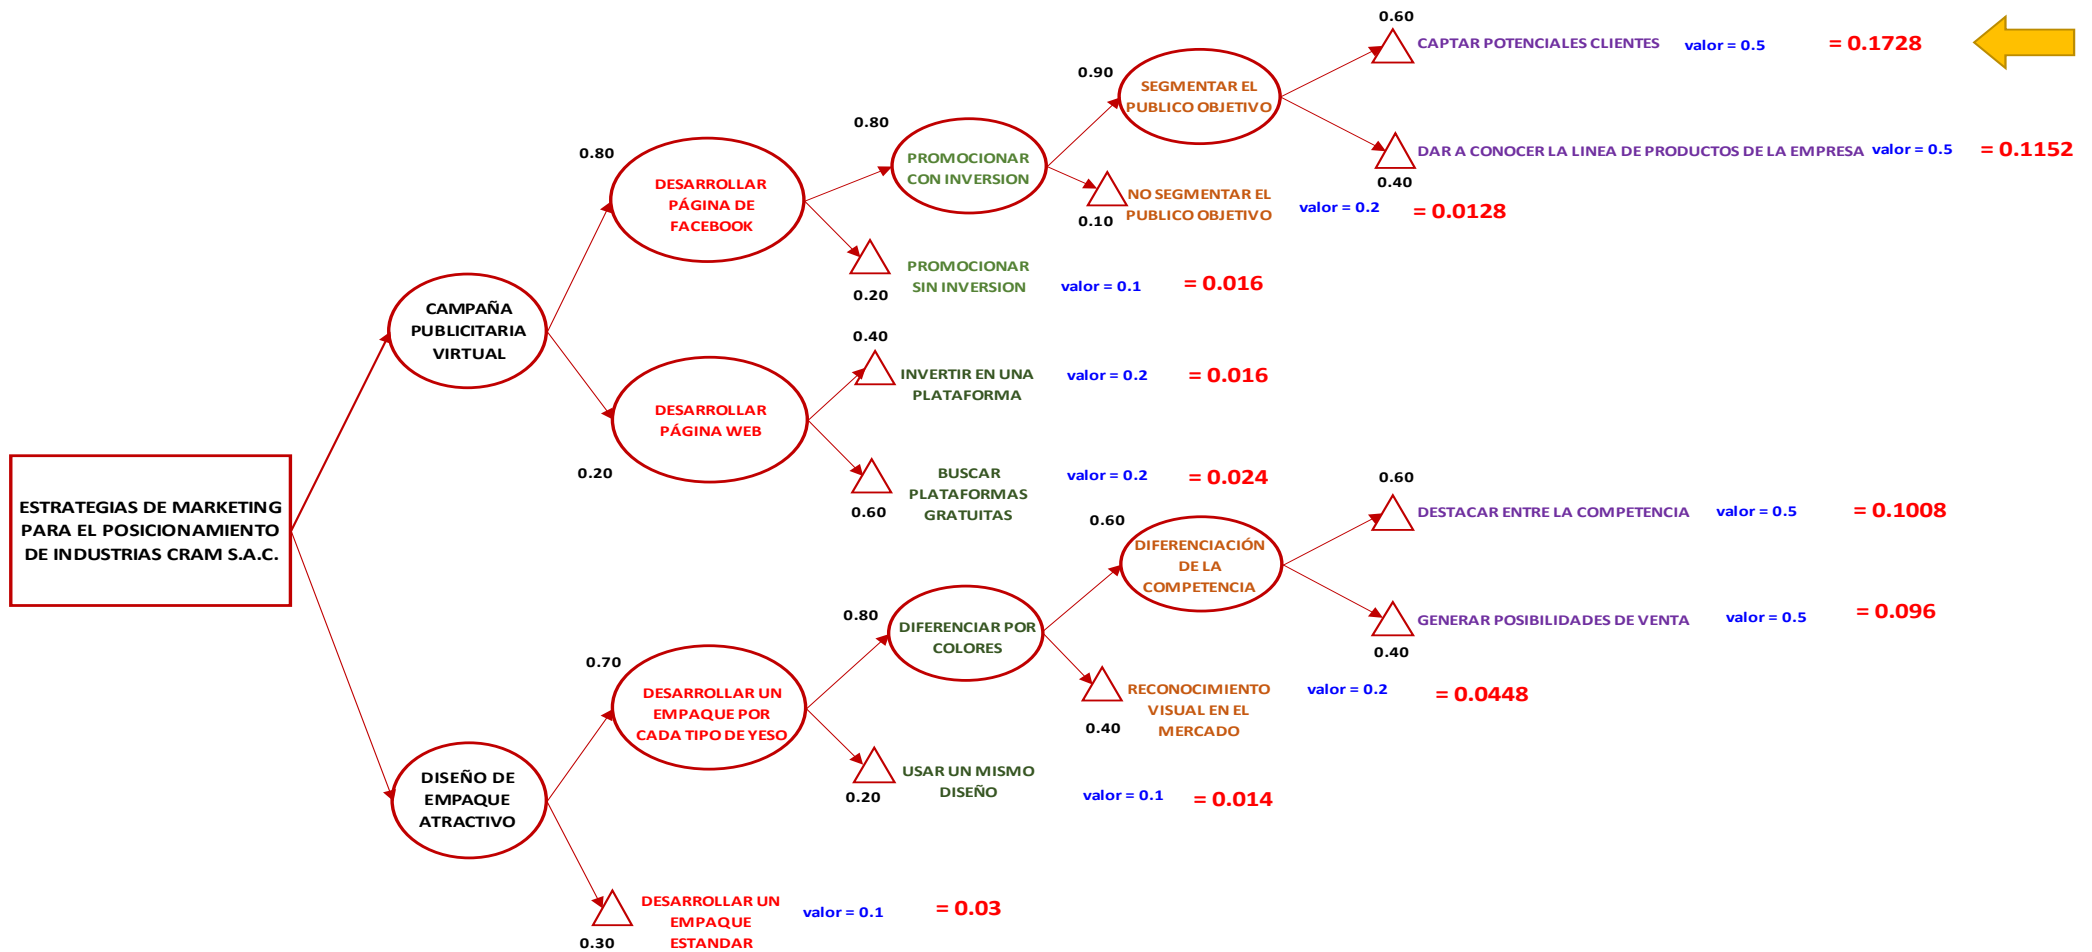 0.60
CAPTAR POTENCIALES CLIENTES
valor = 0.5
= 0.1728
0.90
SEGMENTAR EL
PUBLICO OBJETIVO
0.80
0.80
DAR A CONOCER LA LINEA DE PRODUCTOS DE LA EMPRESA
valor = 0.5
= 0.1152
0.40
PROMOCIONAR
CON INVERSION
DESARROLLAR
PÁGINA DE
FACEBOOK
NO SEGMENTAR EL
PUBLICO OBJETIVO
0.10
valor = 0.2
= 0.0128
PROMOCIONAR
SIN INVERSION
0.20
valor = 0.1
= 0.016
CAMPAÑA
PUBLICITARIA
VIRTUAL
0.40
INVERTIR EN UNA
PLATAFORMA
valor = 0.2
= 0.016
DESARROLLAR
PÁGINA WEB
0.20
BUSCAR
PLATAFORMAS
GRATUITAS
0.60
valor = 0.2
= 0.024
0.60
DESTACAR ENTRE LA COMPETENCIA
valor = 0.5
= 0.1008
ESTRATEGIAS DE MARKETING
PARA EL POSICIONAMIENTO
DE INDUSTRIAS CRAM S.A.C.
0.60
DIFERENCIACIÓN
DE LA
COMPETENCIA
0.80
DIFERENCIAR POR
COLORES
GENERAR POSIBILIDADES DE VENTA
valor = 0.5
= 0.096
0.40
0.70
DESARROLLAR UN
EMPAQUE POR
CADA TIPO DE YESO
RECONOCIMIENTO
VISUAL EN EL
MERCADO
0.40
valor = 0.2
= 0.0448
DISEÑO DE
EMPAQUE
ATRACTIVO
USAR UN MISMO
DISEÑO
0.20
valor = 0.1
= 0.014
DESARROLLAR UN
EMPAQUE
ESTANDAR
0.30
valor = 0.1
= 0.03